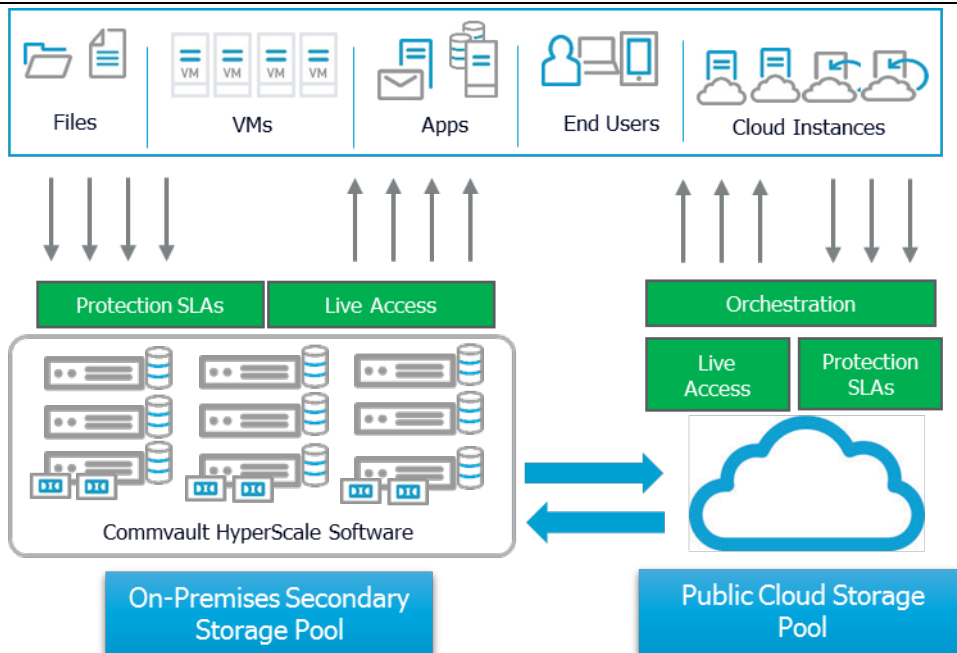 VM VM VM VM
Files
VMs
Apps
End Users
Cloud Instances
Protection SLAs
Live Access
Orchestration
Live
Access
Protection
SLAs
Commvault HyperScale Software
On-Premises Secondary
Storage Pool
Public Cloud Storage
Pool